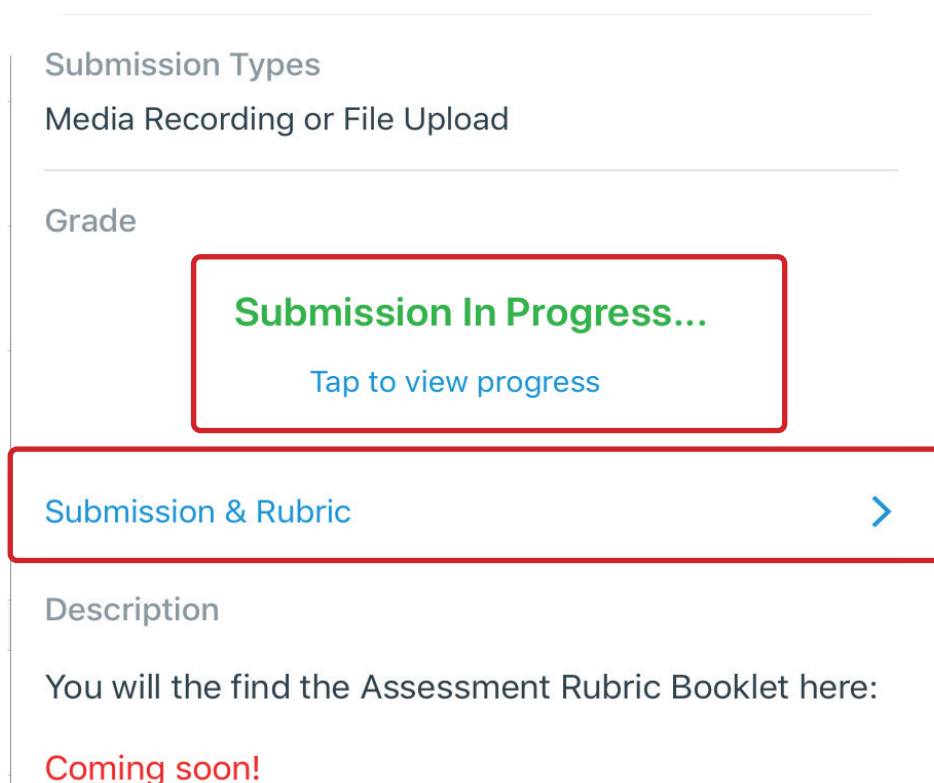 Submission Types
Media Recording or File Upload
Grade
Submission In Progress...
Tap to view progress
Submission & Rubric
Description
You will the find the Assessment Rubric Booklet here:
Coming soon!